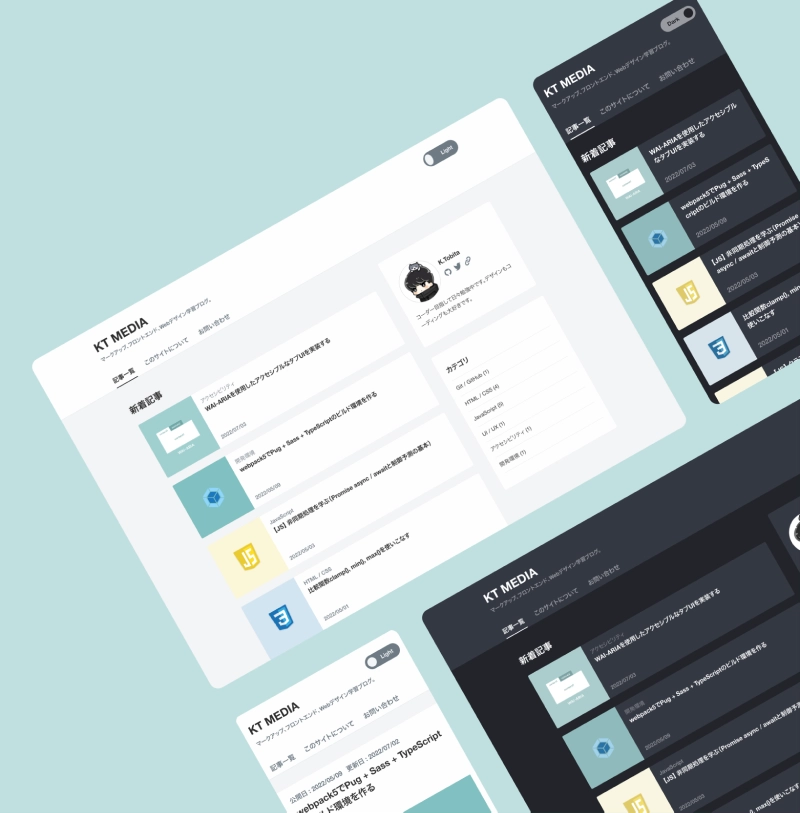 Light
KT MEDIA
マークアップ、フロントエンド、Webデザイン学習ブログ。
記事一覧 このサイトについて お問い合わせ
新着記事
アクセシビリティ
WAI-ARIAを使用したアクセシブルなタブUIを実装する
2022/07/03
開発環境
webpack5でPug + Sass + TypeScriptのビルド環境を作る
2022/05/09
JavaScript
【JS】非同期処理を学ぶ(Promise async / awaitと制御予測の基本)
2022/05/03
HTML / CSS
比較関数clamp(), min(), max()を使いこなす
2022/05/01
K.Tobita
コーダー目指して日々勉強中です。デザインもコ
ーディングも大好きです。
カテゴリ
Git / GitHub (1)
HTML / CSS (4)
JavaScript (5)
UI / UX (1)
アクセシビリティ (1)
開発環境 (1)
Dark
KT MEDIA
マークアップ、フロントエンド、Webデザイン学習ブログ。
記事一覧 このサイトについて お問い合わせ
新着記事
WAI-ARIAを使用したアクセシブル
なタブUIを実装する
2022/07/03
webpack5でPug + Sass + TypeS
criptのビルド環境を作る
2022/05/09
【JS】非同期処理を学ぶ(Promise
async / awaitと制御予測の基本)
2022/05/03
比較関数clamp(), min(),
使いこなす
2022/05/01
Light
KT MEDIA
マークアップ、フロントエンド、Webデザイン学習ブログ。
記事一覧 このサイトについて お問い合わせ
公開日 : 2022/05/09 更新日 : 2022/07/02
webpack5でPug + Sass + TypeScript
のビルド環境を作る
KT MEDIA
マークアップ、フロントエンド、Webデザイン学習ブログ。
記事一覧 このサイトについて お問い合わせ
新着記事
アクセシビリティ
WAI-ARIAを使用したアクセシブルなタブUIを実装する
2022/07/03
開発環境
webpack5でPug + Sass + TypeScriptのビルド環境を作る
2022/05/09
JavaScript
【JS】非同期処理を学ぶ(Promise async / awaitと制御予測
2022/05/03
HTML / CSS
比較関数clamp(), min(), max()を使いこなす